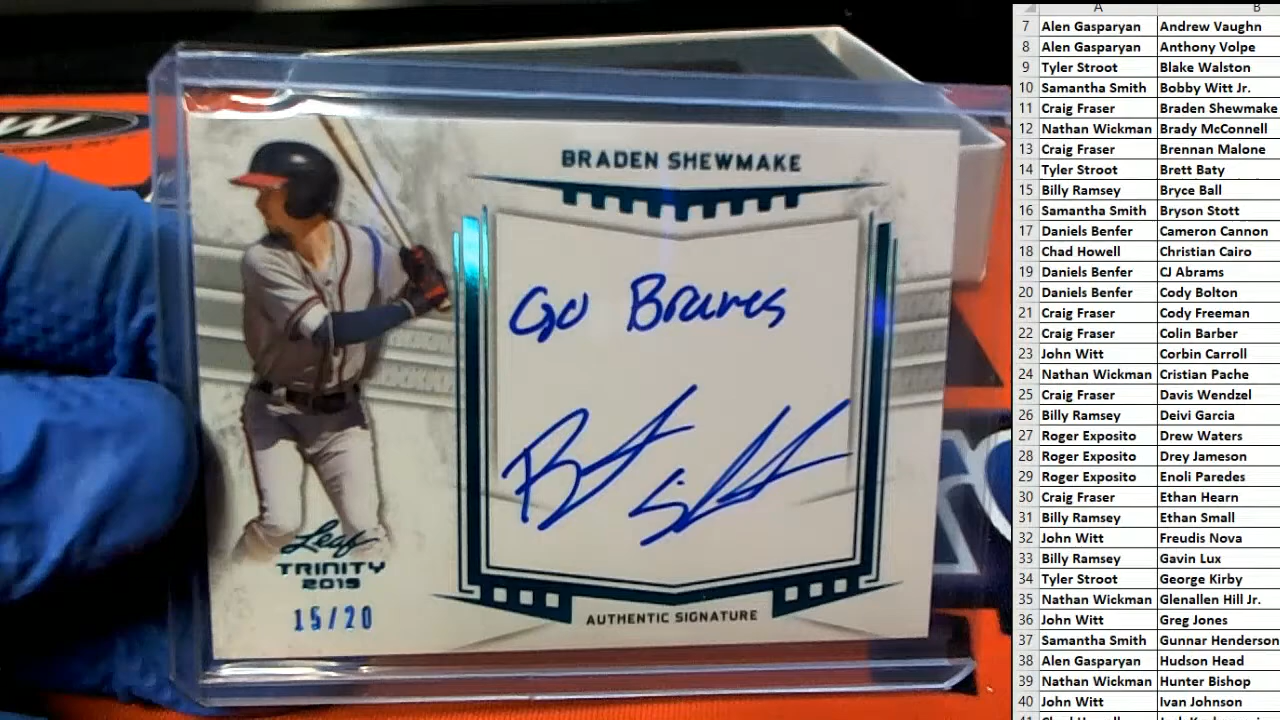 W
BRADEN SHEWMAKE
Go Braves
Leaf
TRINITY
2019
15/20
AUTHENTIC SIGNATURE
A B
7 Alen Gasparyan Andrew Vaughn
8 Alen Gasparyan Anthony Volpe
9 Tyler Stroot Blake Walston
10 Samantha Smith Bobby Witt Jr.
11 Craig Fraser Braden Shewmake
12 Nathan Wickman Brady McConnell
13 Craig Fraser Brennan Malone
14 Tyler Stroot Brett Baty
15 Billy Ramsey Bryce Ball
16 Samantha Smith Bryson Stott
17 Daniels Benfer Cameron Cannon
18 Chad Howell Christian Cairo
19 Daniels Benfer CJ Abrams
20 Daniels Benfer Cody Bolton
21 Craig Fraser Cody Freeman
22 Craig Fraser Colin Barber
23 John Witt Corbin Carroll
24 Nathan Wickman Cristian Pache
25 Craig Fraser Davis Wendzel
26 Billy Ramsey Deivi Garcia
27 Roger Exposito Drew Waters
28 Roger Exposito Drey Jameson
29 Roger Exposito Enoli Paredes
30 Craig Fraser Ethan Hearn
31 Billy Ramsey Ethan Small
32 John Witt Freudis Nova
33 Billy Ramsey Gavin Lux
34 Tyler Stroot George Kirby
35 Nathan Wickman Glenallen Hill Jr.
36 John Witt Greg Jones
37 Samantha Smith Gunnar Henderson
38 Alen Gasparyan Hudson Head
39 Nathan Wickman Hunter Bishop
40 John Witt Ivan Johnson